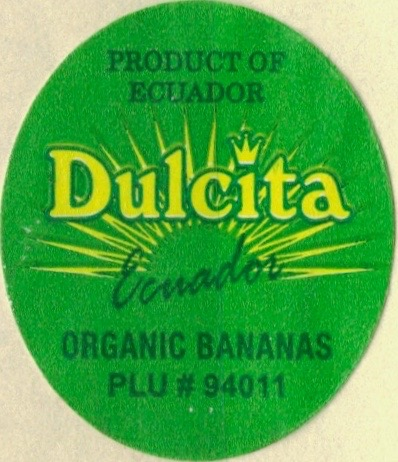 PRODUCT OF
ECUADOR
Dulcita
Ecuador
ORGANIC BANANAS
PLU # 94011